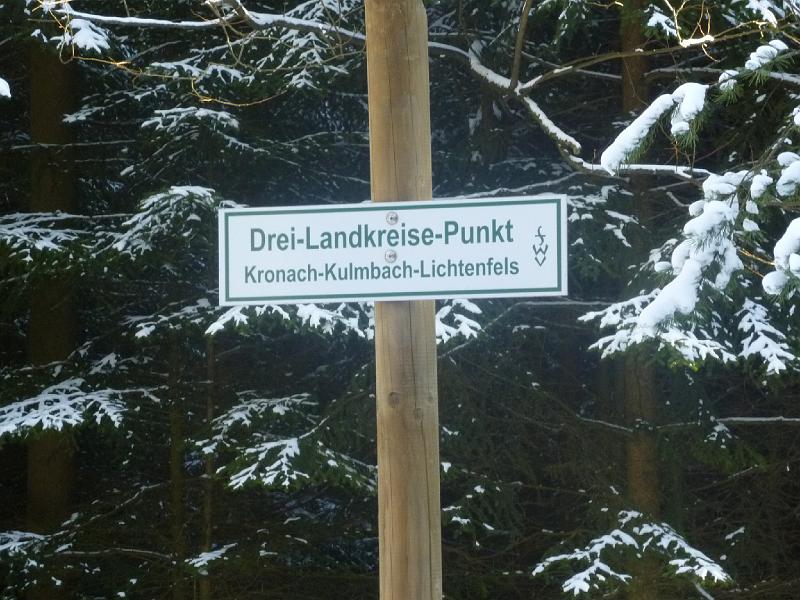 Drei-Landkreise-Punkt
Kronach-Kulmbach-Lichtenfels